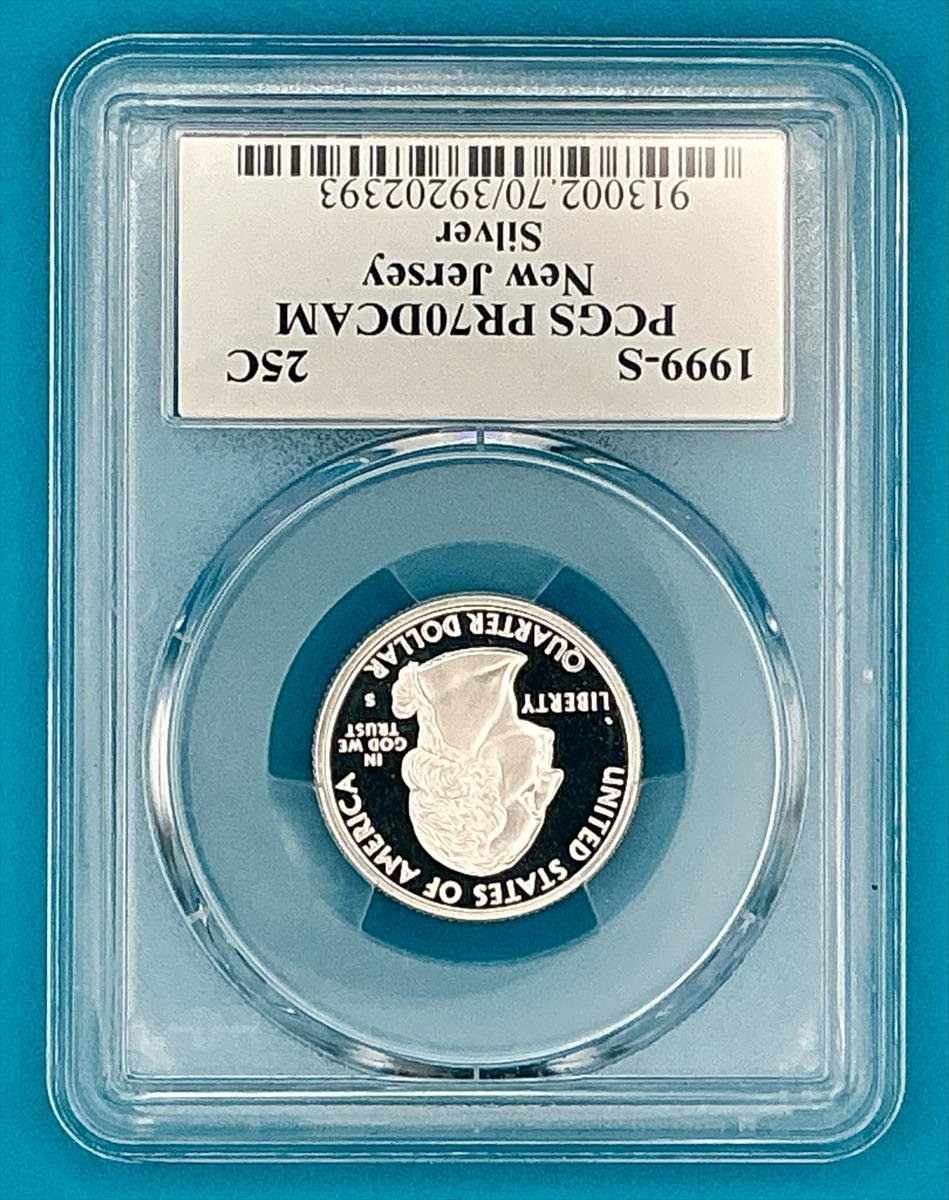 1999-S 25C
PCGS PR70DCAM
New Jersey
Silver
913002.70/39202393
UNITED STATES OF AMERICA
LIBERTY
IN
GOD WE
TRUST
S
QUARTER DOLLAR